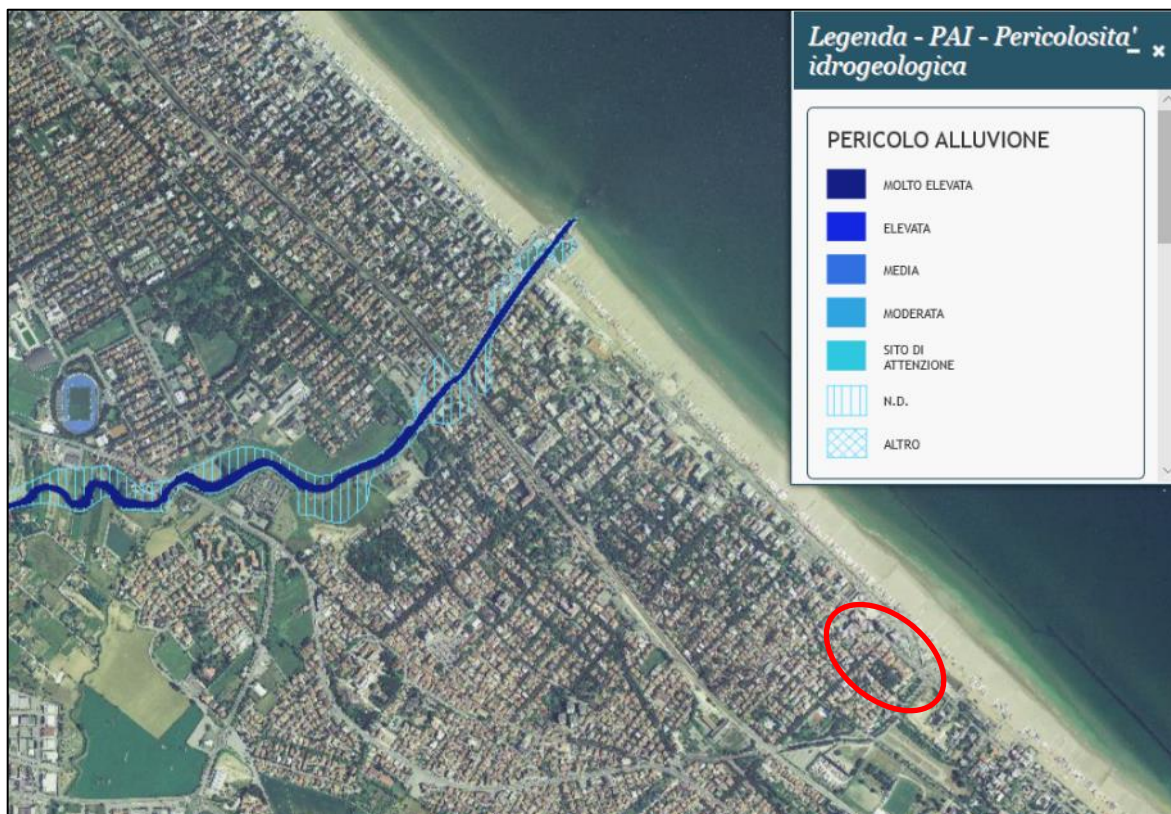 Legenda - PAI - Pericolosita'
idrogeologica
PERICOLO ALLUVIONE
MOLTO ELEVATA
ELEVATA
MEDIA
MODERATA
SITO DI
ATTENZIONE
N.D.
ALTRO